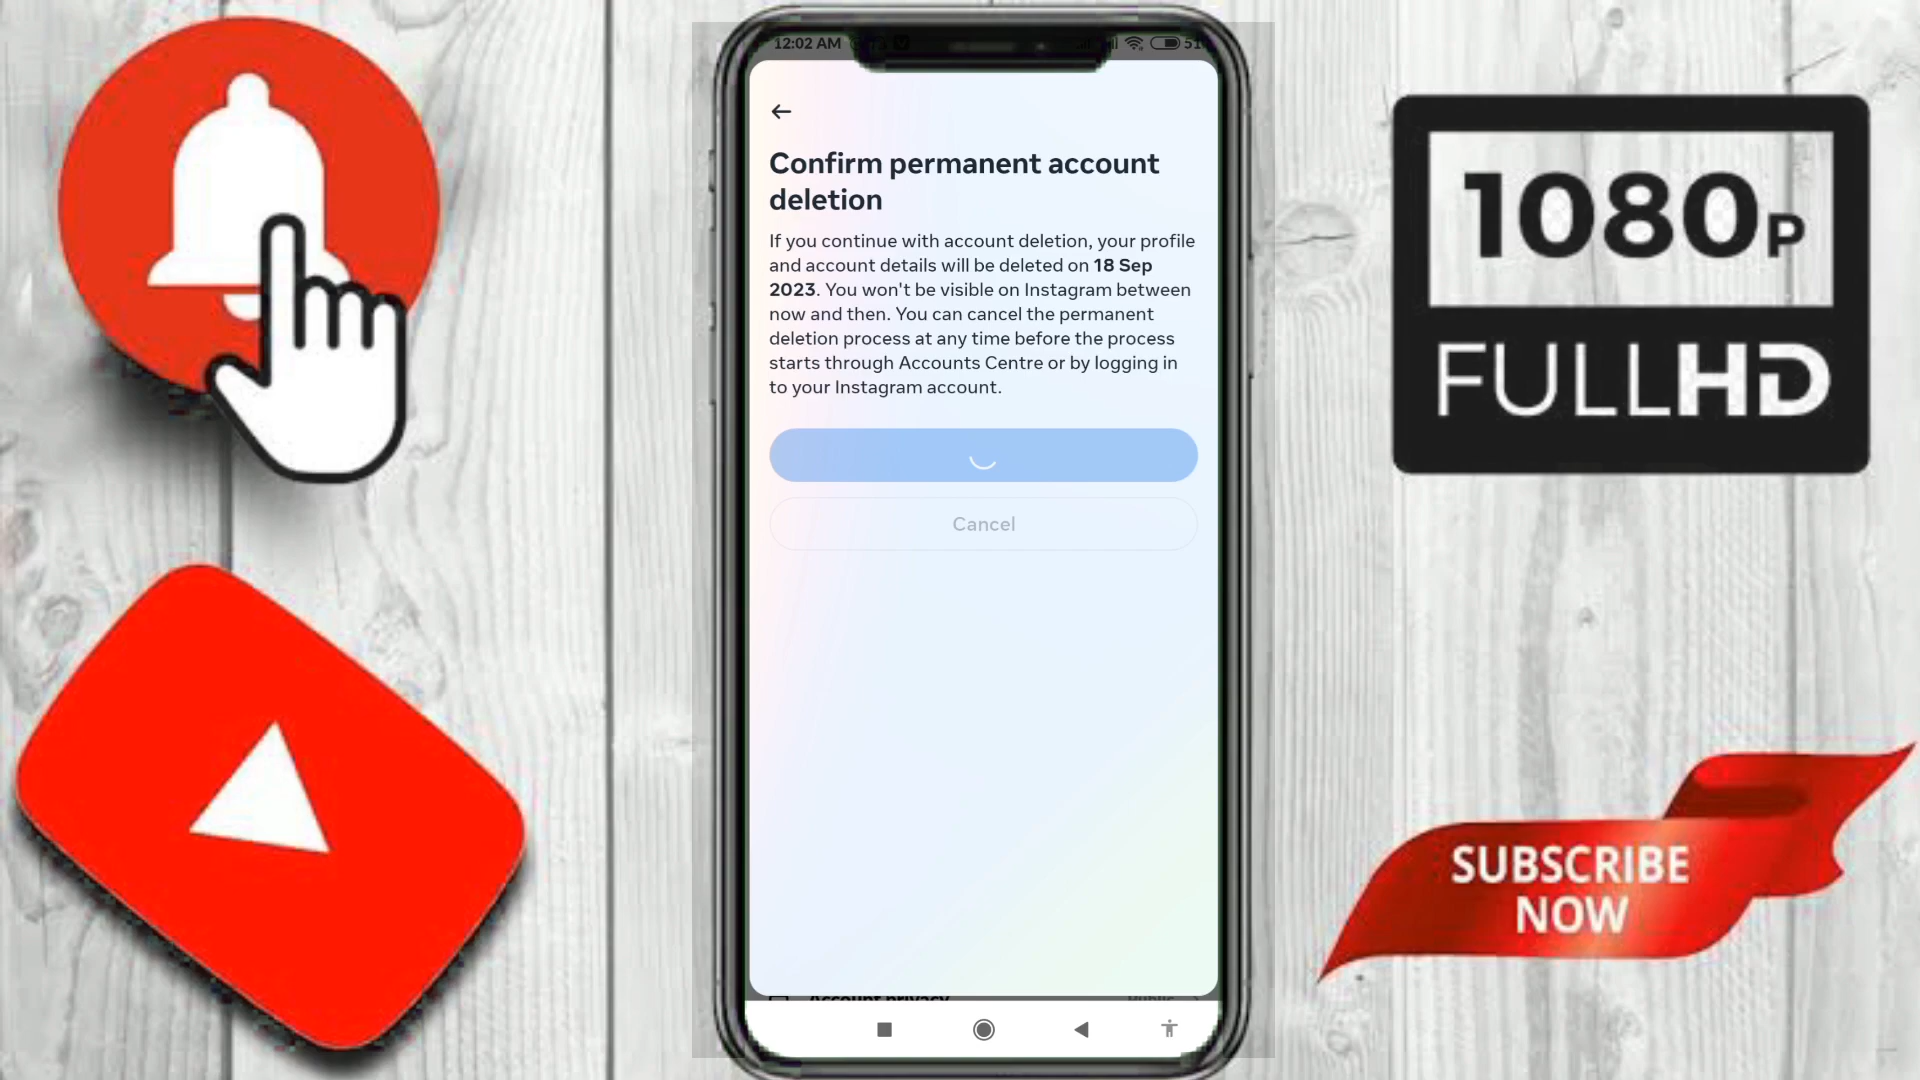 12:02 AM
Confirm permanent account
deletion
If you continue with account deletion, your profile
and account details will be deleted on 18 Sep
2023. You won't be visible on Instagram between
now and then. You can cancel the permanent
deletion process at any time before the process
starts through Accounts Centre or by logging in
to your Instagram account.
Cancel
Account privacy
Public
1080P
FULLHD
SUBSCRIBE
NOW